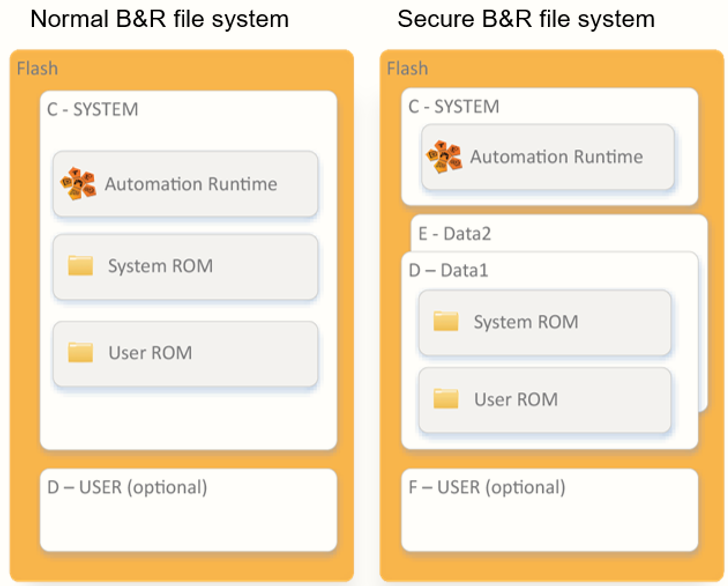 Normal B&R file system
Flash
C - SYSTEM
Automation Runtime
System ROM
User ROM
D – USER (optional)
Secure B&R file system
Flash
C - SYSTEM
Automation Runtime
E - Data2
D – Data1
System ROM
User ROM
F – USER (optional)